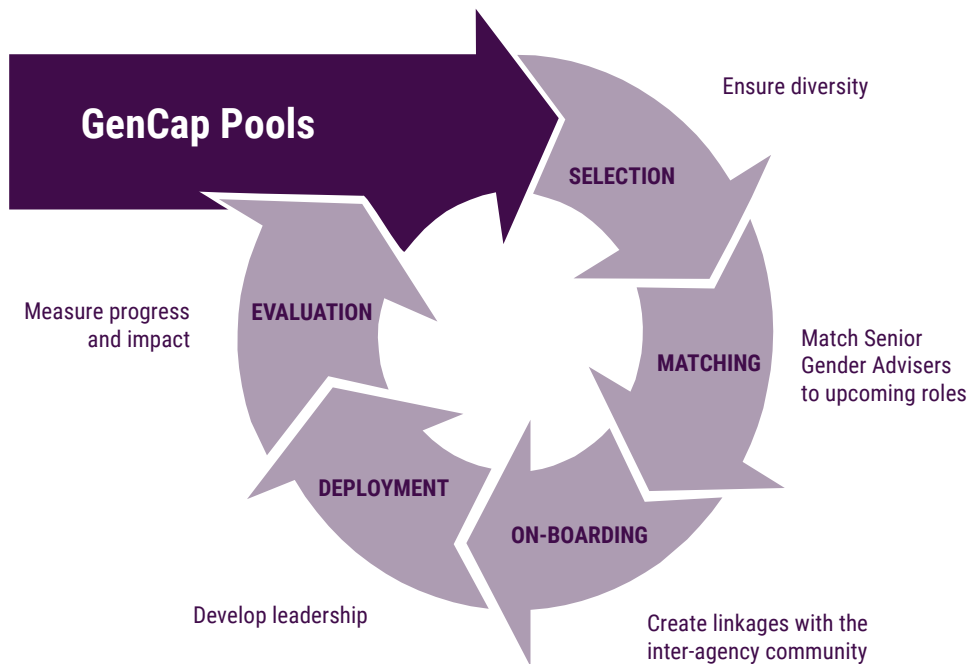 GenCap Pools
Ensure diversity
SELECTION
MATCHING
Match Senior
Gender Advisers
to upcoming roles
ON-BOARDING
Create linkages with the
inter-agency community
DEPLOYMENT
Develop leadership
EVALUATION
Measure progress
and impact